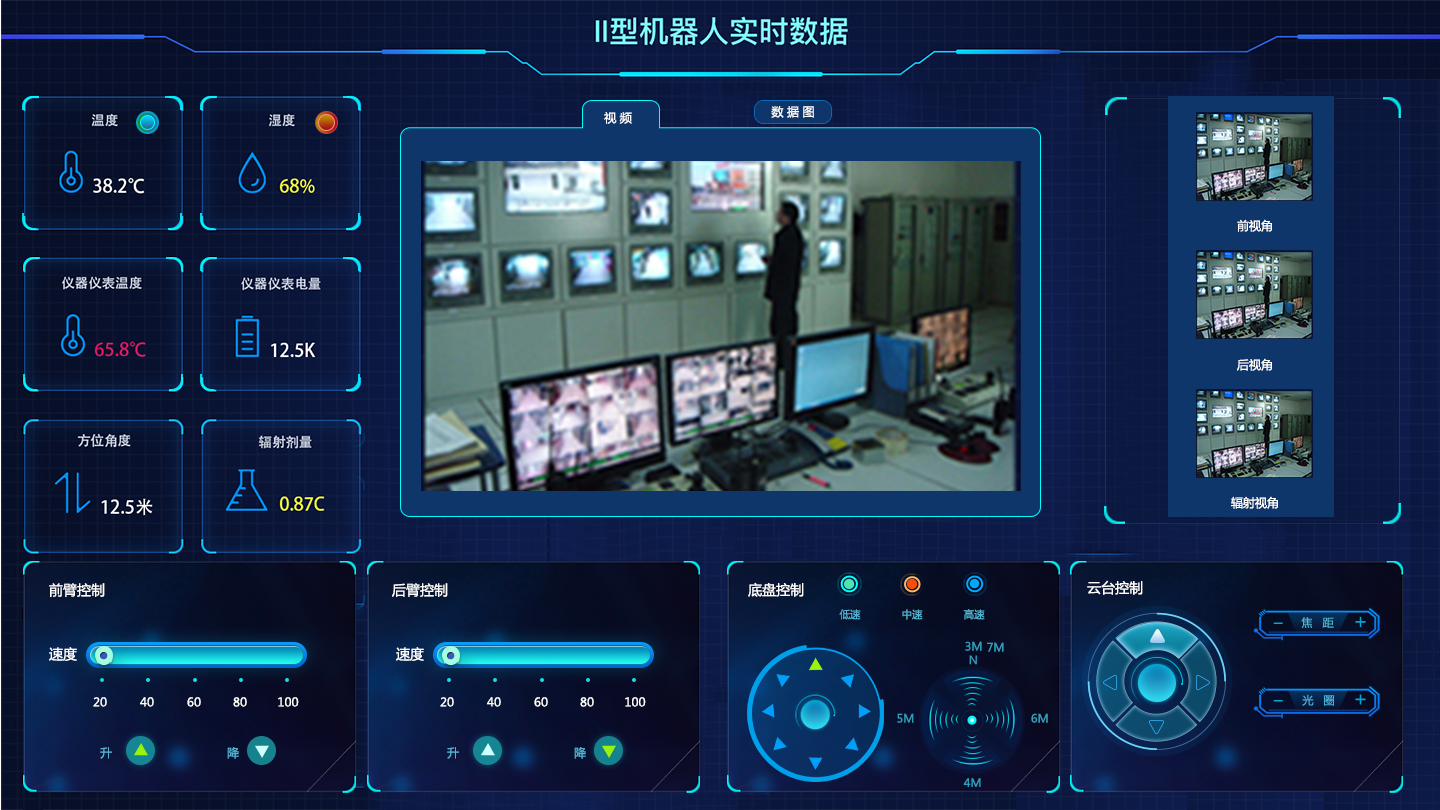 II型机器人实时数据
温度
38.2℃
湿度
68%
仪器仪表温度
65.8℃
仪器仪表电量
12.5K
方位角度
12.5米
辐射剂量
0.87C
视频
数据图
前视角
后视角
辐射视角
前臂控制
速度
20 40 60 80 100
升
降
后臂控制
速度
20 40 60 80 100
升
降
底盘控制
低速
中速
高速
3M 7M
N
5M
6M
4M
云台控制
− 焦距 +
− 光圈 +